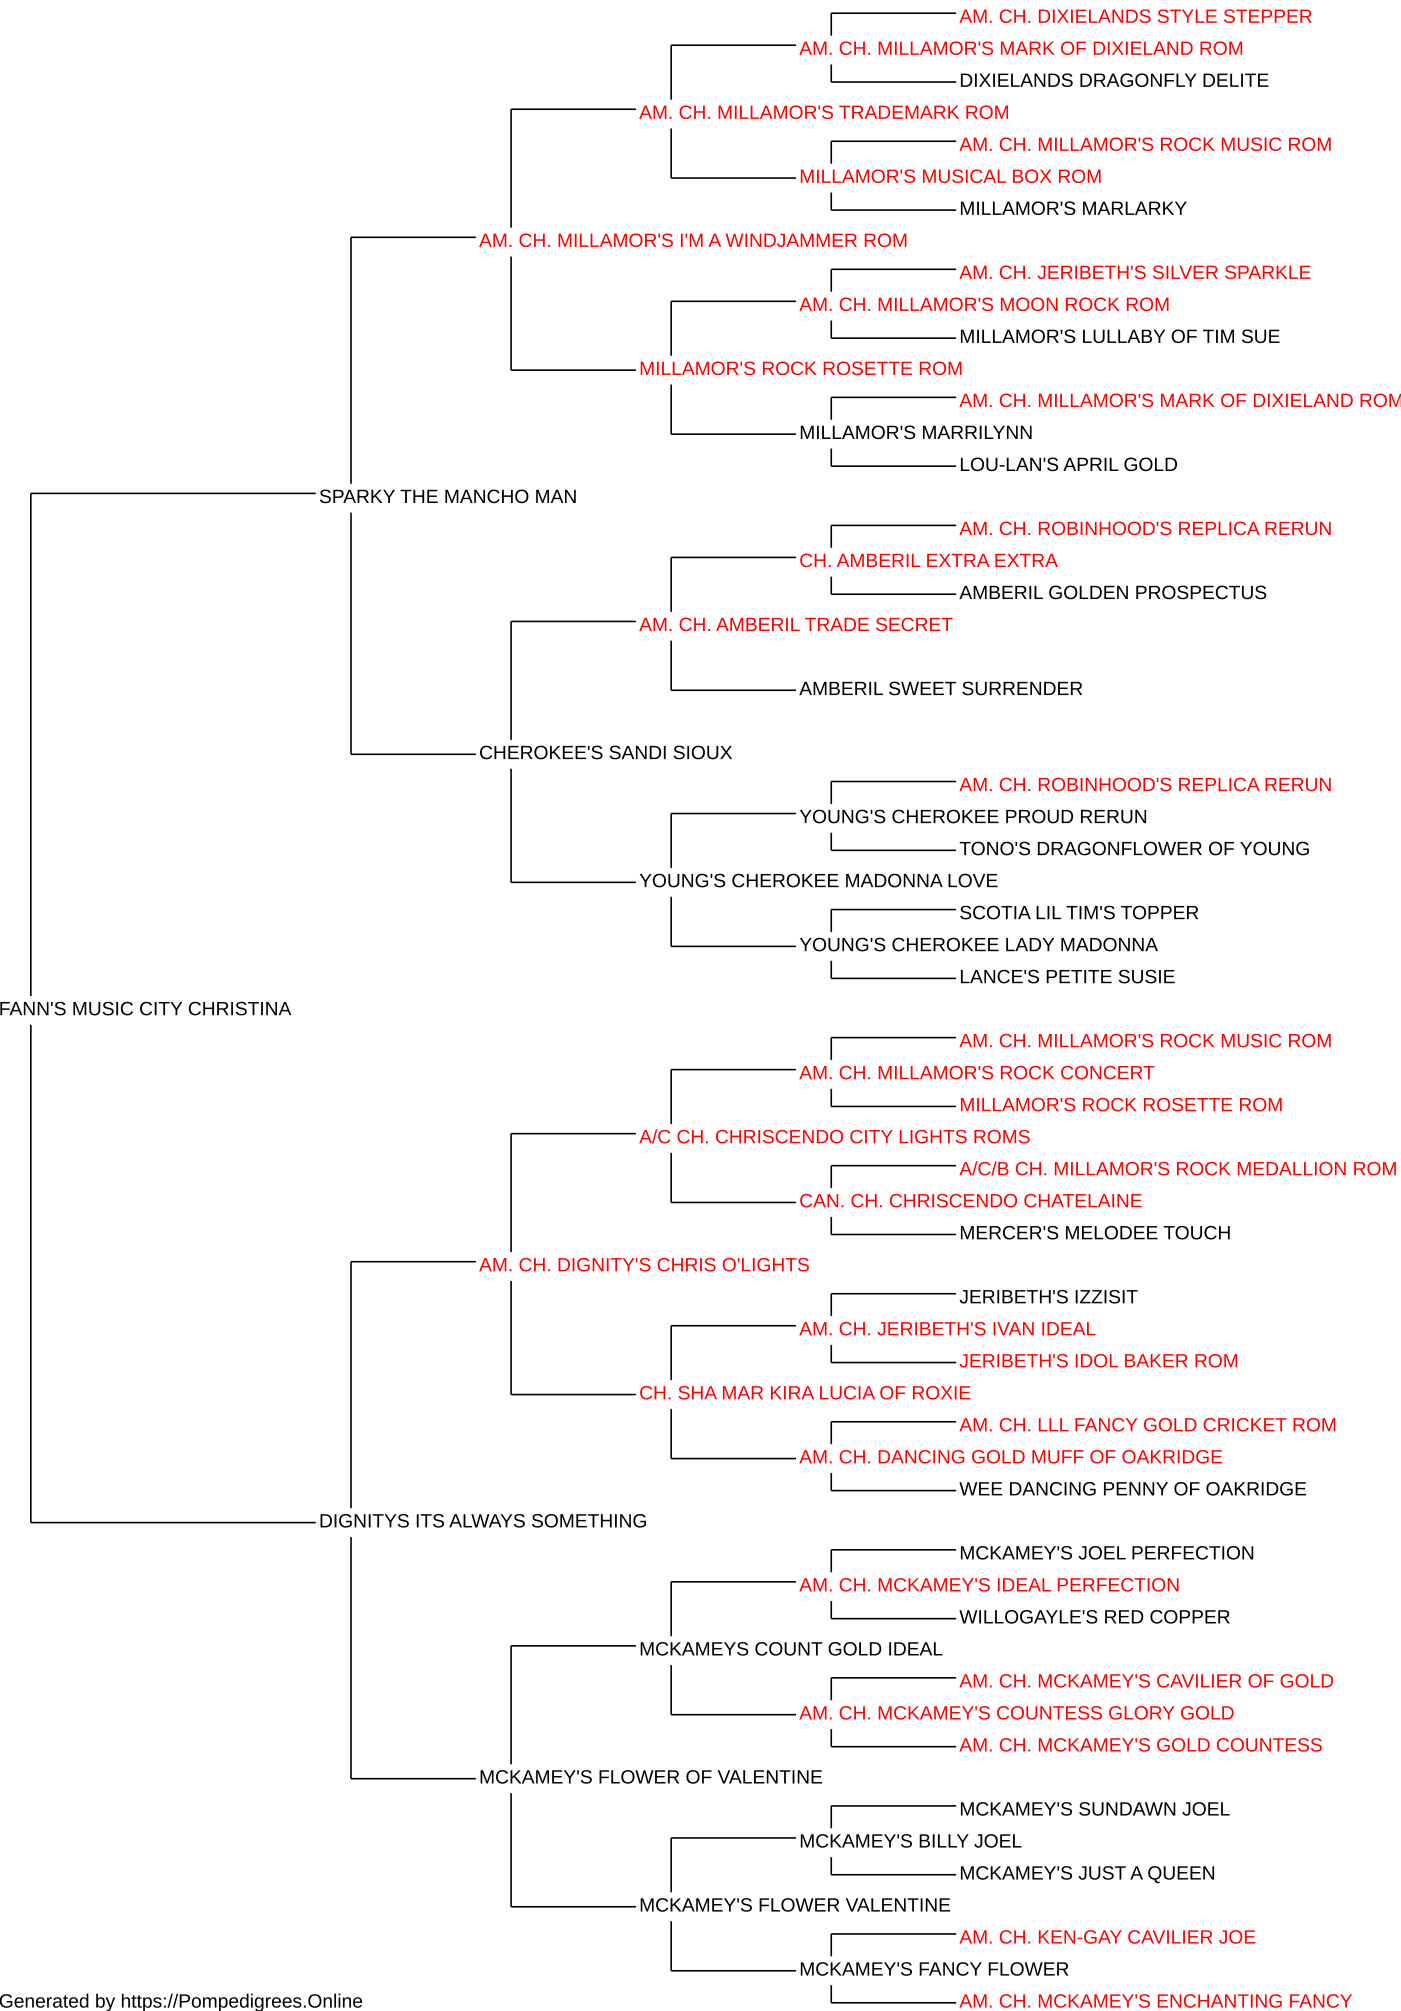 AM. CH. DIXIELANDS STYLE STEPPER
AM. CH. MILLAMOR'S MARK OF DIXIELAND ROM
DIXIELANDS DRAGONFLY DELITE
AM. CH. MILLAMOR'S TRADEMARK ROM
AM. CH. MILLAMOR'S ROCK MUSIC ROM
MILLAMOR'S MUSICAL BOX ROM
MILLAMOR'S MARLARKY
AM. CH. MILLAMOR'S I'M A WINDJAMMER ROM
AM. CH. JERIBETH'S SILVER SPARKLE
AM. CH. MILLAMOR'S MOON ROCK ROM
MILLAMOR'S LULLABY OF TIM SUE
MILLAMOR'S ROCK ROSETTE ROM
AM. CH. MILLAMOR'S MARK OF DIXIELAND ROM
MILLAMOR'S MARRILYNN
LOU-LAN'S APRIL GOLD
SPARKY THE MANCHO MAN
AM. CH. ROBINHOOD'S REPLICA RERUN
CH. AMBERIL EXTRA EXTRA
AMBERIL GOLDEN PROSPECTUS
AM. CH. AMBERIL TRADE SECRET
AMBERIL SWEET SURRENDER
CHEROKEE'S SANDI SIOUX
AM. CH. ROBINHOOD'S REPLICA RERUN
YOUNG'S CHEROKEE PROUD RERUN
TONO'S DRAGONFLOWER OF YOUNG
YOUNG'S CHEROKEE MADONNA LOVE
SCOTIA LIL TIM'S TOPPER
YOUNG'S CHEROKEE LADY MADONNA
LANCE'S PETITE SUSIE
FANN'S MUSIC CITY CHRISTINA
AM. CH. MILLAMOR'S ROCK MUSIC ROM
AM. CH. MILLAMOR'S ROCK CONCERT
MILLAMOR'S ROCK ROSETTE ROM
A/C CH. CHRISCENDO CITY LIGHTS ROMS
A/C/B CH. MILLAMOR'S ROCK MEDALLION ROM
CAN. CH. CHRISCENDO CHATELAINE
MERCER'S MELODEE TOUCH
AM. CH. DIGNITY'S CHRIS O'LIGHTS
JERIBETH'S IZZISIT
AM. CH. JERIBETH'S IVAN IDEAL
JERIBETH'S IDOL BAKER ROM
CH. SHA MAR KIRA LUCIA OF ROXIE
AM. CH. LLL FANCY GOLD CRICKET ROM
AM. CH. DANCING GOLD MUFF OF OAKRIDGE
WEE DANCING PENNY OF OAKRIDGE
DIGNITYS ITS ALWAYS SOMETHING
MCKAMEY'S JOEL PERFECTION
AM. CH. MCKAMEY'S IDEAL PERFECTION
WILLOGAYLE'S RED COPPER
MCKAMEYS COUNT GOLD IDEAL
AM. CH. MCKAMEY'S CAVILIER OF GOLD
AM. CH. MCKAMEY'S COUNTESS GLORY GOLD
AM. CH. MCKAMEY'S GOLD COUNTESS
MCKAMEY'S FLOWER OF VALENTINE
MCKAMEY'S SUNDAWN JOEL
MCKAMEY'S BILLY JOEL
MCKAMEY'S JUST A QUEEN
MCKAMEY'S FLOWER VALENTINE
AM. CH. KEN-GAY CAVILIER JOE
MCKAMEY'S FANCY FLOWER
AM. CH. MCKAMEY'S ENCHANTING FANCY
Generated by https://Pompedigrees.Online